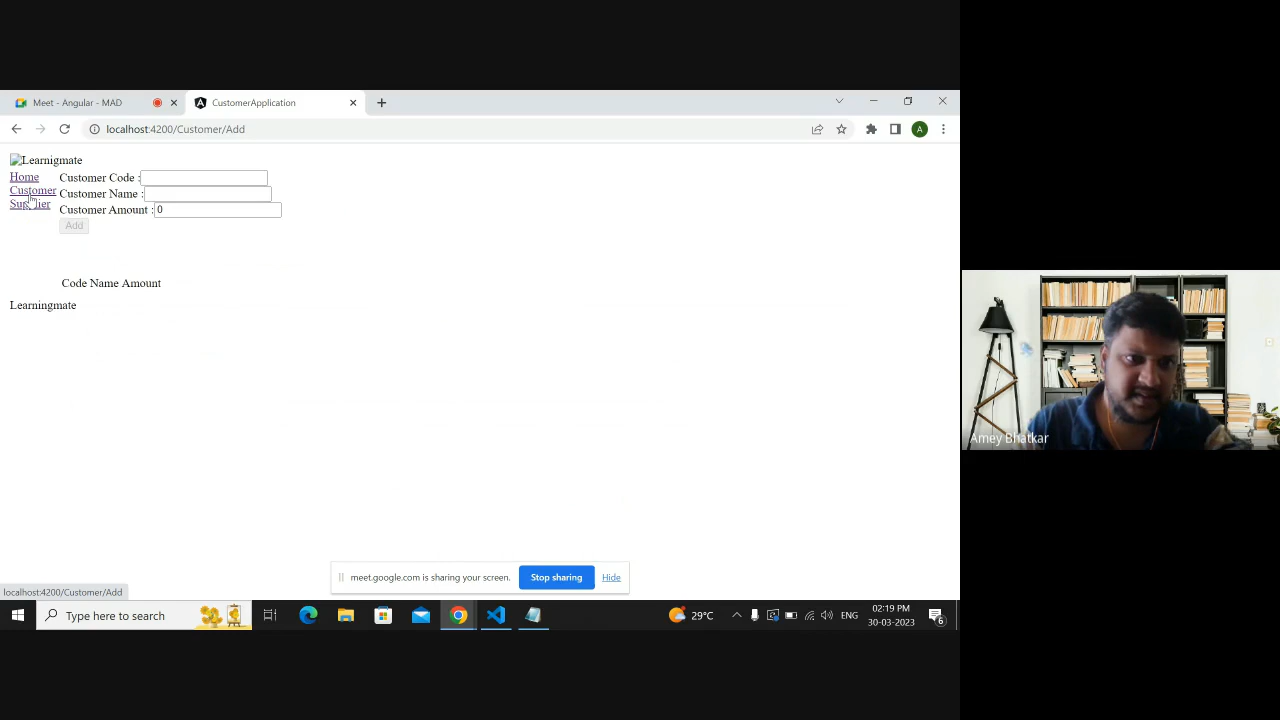 Meet - Angular - MAD
CustomerApplication
localhost:4200/Customer/Add
A
Learnigmate
Home
Customer
Supplier
Customer Code :
Customer Name :
Customer Amount : 0
Add
Code Name Amount
Learningmate
Amey Bhatkar
meet.google.com is sharing your screen.
Stop sharing
Hide
localhost:4200/Customer/Add
Type here to search
29°C
ENG
02:19 PM
30-03-2023
6